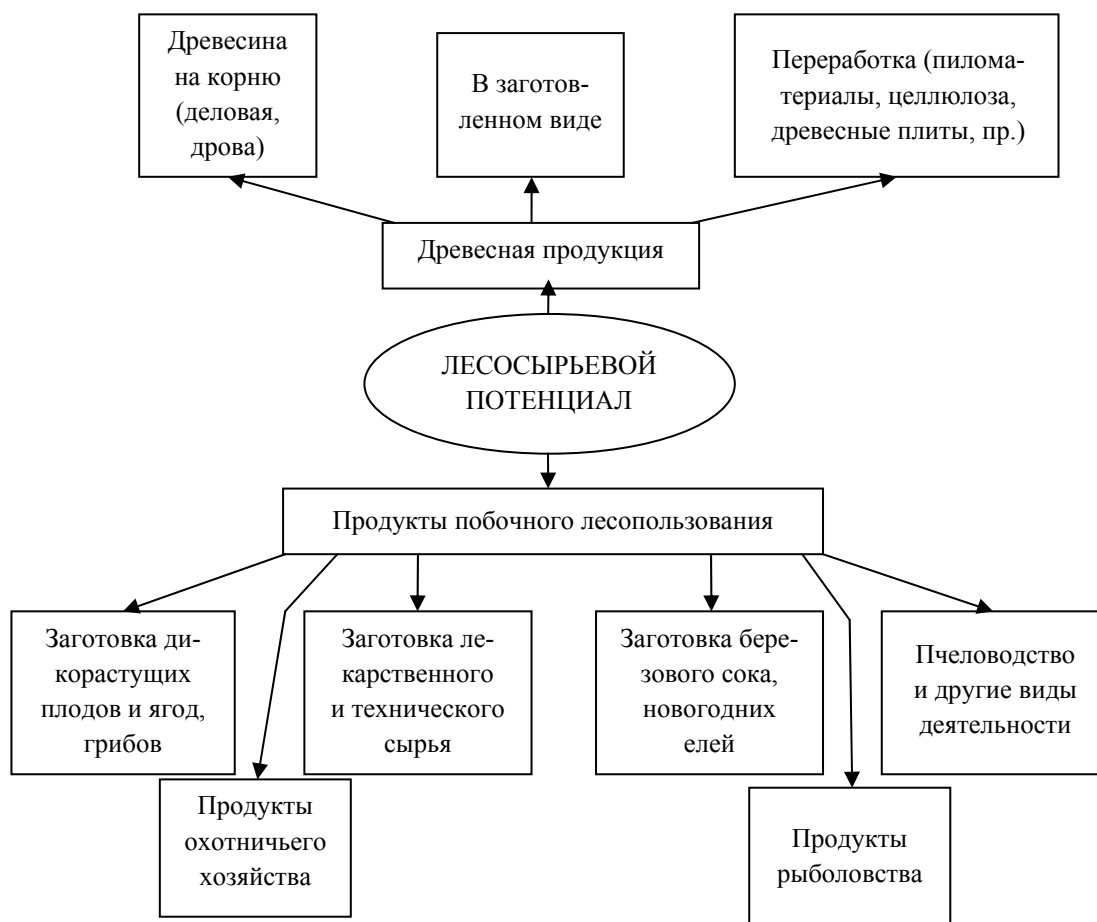 Древесина
на корню
(деловая,
дрова)
В заготов-
ленном виде
Переработка (пилома-
териалы, целлюлоза,
древесные плиты, пр.)
Древесная продукция
ЛЕСОСЫРЬЕВОЙ
ПОТЕНЦИАЛ
Продукты побочного лесопользования
Заготовка ди-
корастущих
плодов и ягод,
грибов
Заготовка ле-
карственного
и технического
сырья
Заготовка бере-
зового сока,
новогодних
елей
Пчеловодство
и другие виды
деятельности
Продукты
охотничьего
хозяйства
Продукты
рыболовства